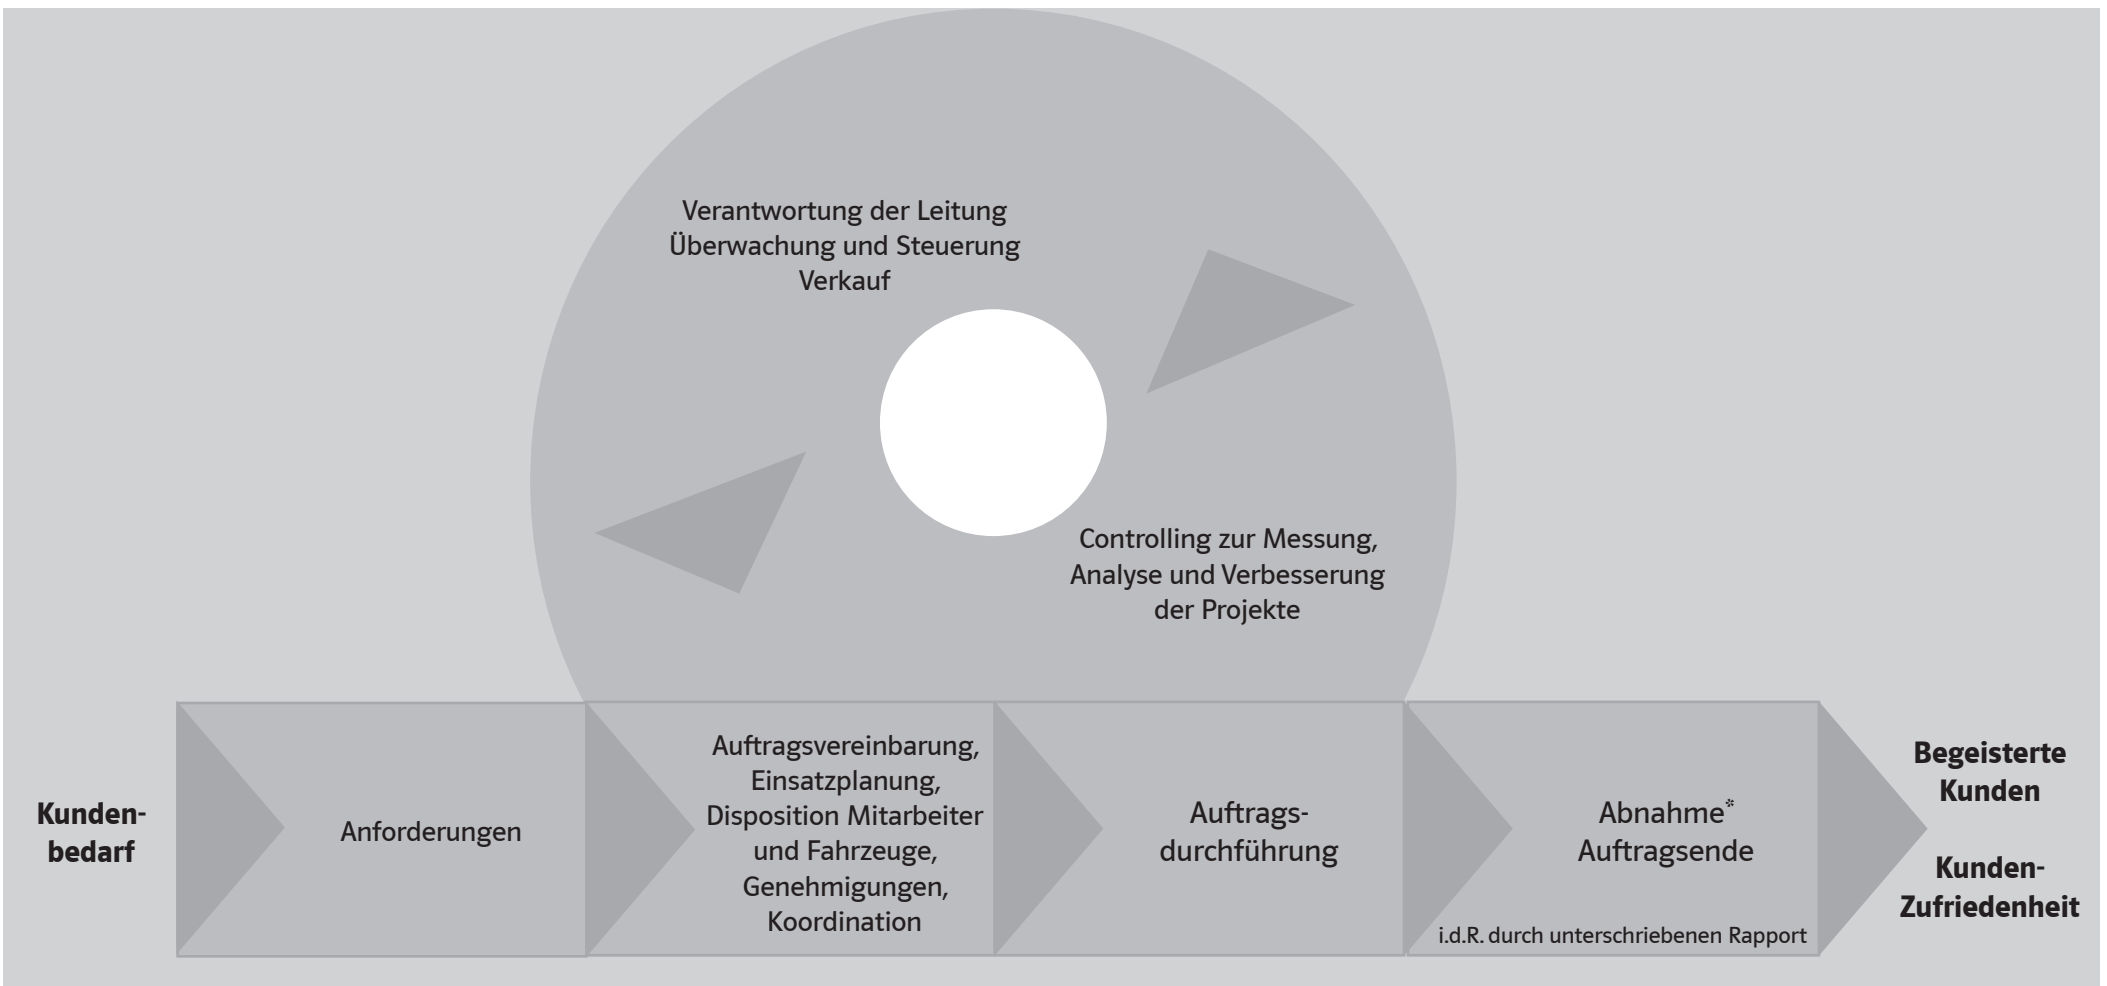 Verantwortung der Leitung
Überwachung und Steuerung
Verkauf
Controlling zur Messung,
Analyse und Verbesserung
der Projekte
Kunden-
bedarf
Anforderungen
Auftragsvereinbarung,
Einsatzplanung,
Disposition Mitarbeiter
und Fahrzeuge,
Genehmigungen,
Koordination
Auftrags-
durchführung
Abnahme*
Auftragsende
i.d.R. durch unterschriebenen Rapport
Begeisterte
Kunden
Kunden-
Zufriedenheit